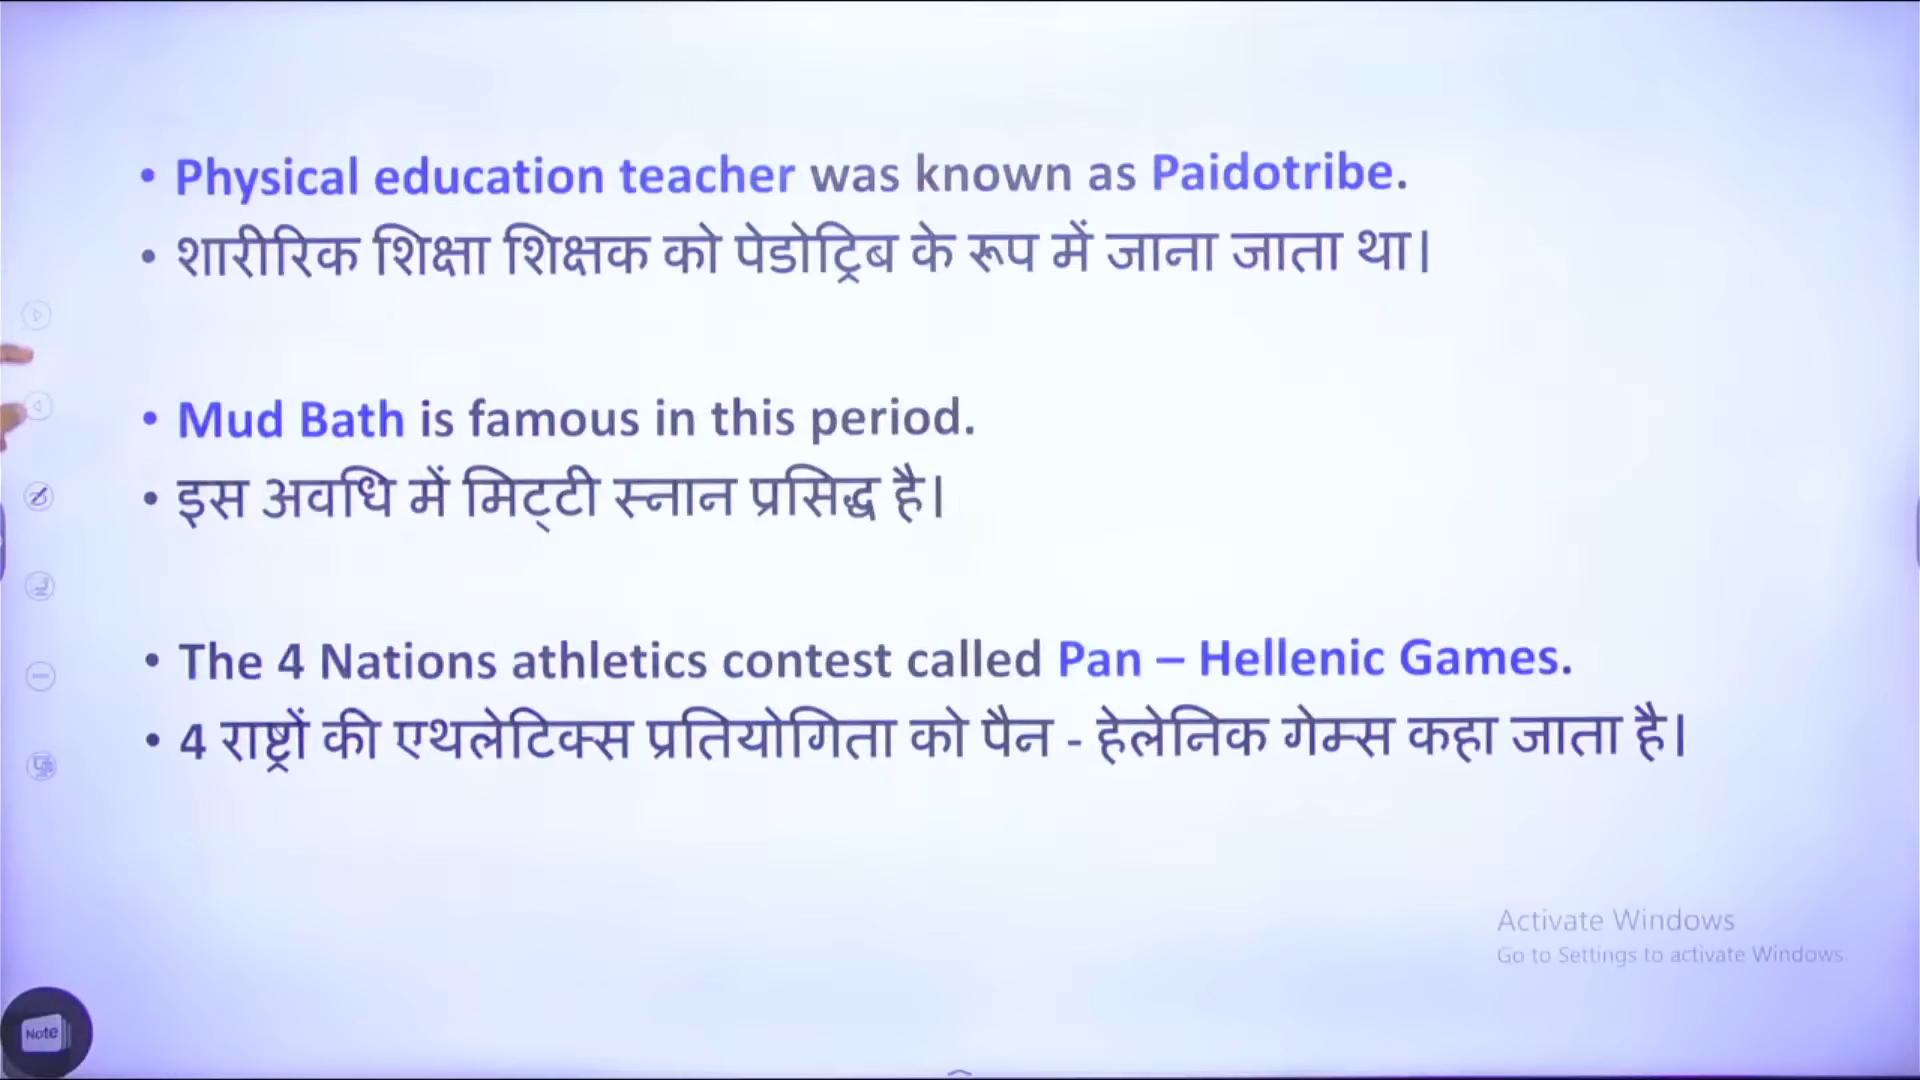 • Physical education teacher was known as Paidotribe.
• शारीरिक शिक्षा शिक्षक को पेडोट्रिब के रूप में जाना जाता था।
• Mud Bath is famous in this period.
• इस अवधि में मिट्टी स्नान प्रसिद्ध है।
• The 4 Nations athletics contest called Pan – Hellenic Games.
• 4 राष्ट्रों की एथलेटिक्स प्रतियोगिता को पैन - हेलेनिक गेम्स कहा जाता है।
Activate Windows
Go to Settings to activate Windows
Note